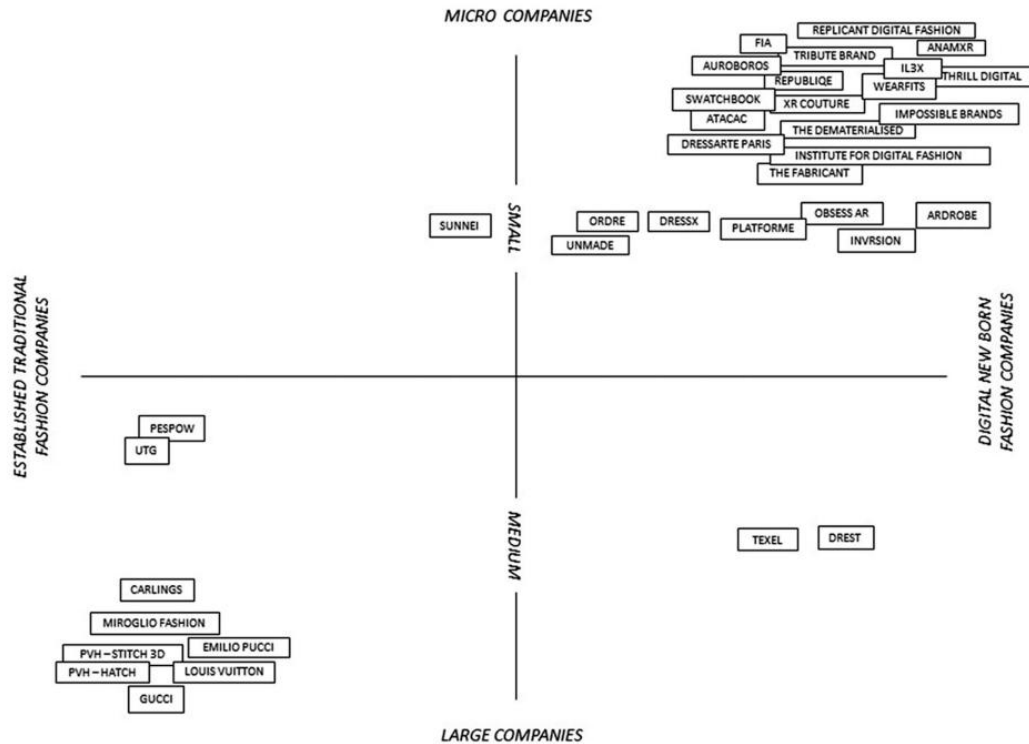 MICRO COMPANIES
REPLICANT DIGITAL FASHION
FIA
ANAMXR
TRIBUTE BRAND
AUROBOROS
IL3X
THRILL DIGITAL
REPUBLIQE
WEARFITS
SWATCHBOOK
XR COUTURE
IMPOSSIBLE BRANDS
ATACAC
THE DEMATERIALISED
DRESSARTE PARIS
INSTITUTE FOR DIGITAL FASHION
THE FABRICANT
SMALL
SUNNEI
ORDRE
DRESSX
PLATFORME
OBSESS AR
ARDROBE
UNMADE
INVRSION
ESTABLISHED TRADITIONAL
FASHION COMPANIES
DIGITAL NEW BORN
FASHION COMPANIES
PESPOW
UTG
MEDIUM
TEXEL
DREST
CARLINGS
MIROGLIO FASHION
EMILIO PUCCI
PVH – STITCH 3D
PVH – HATCH
LOUIS VUITTON
GUCCI
LARGE COMPANIES